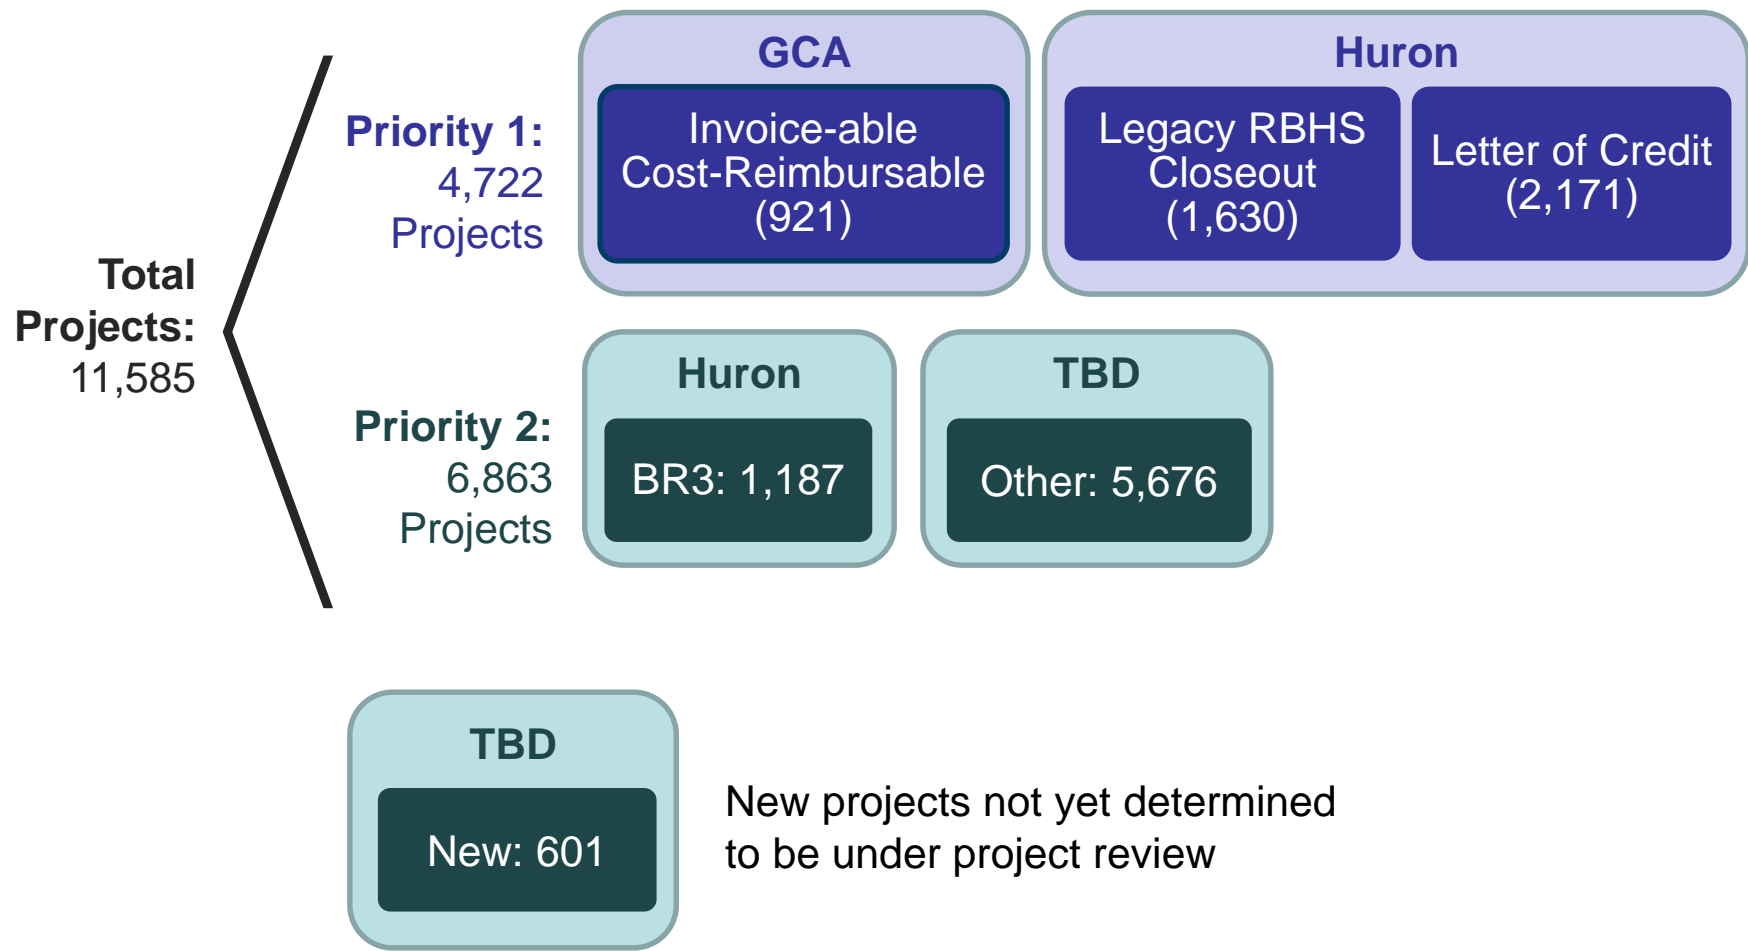 Total
Projects:
11,585
Priority 1:
4,722
Projects
GCA
Invoice-able
Cost-Reimbursable
(921)
Huron
Legacy RBHS
Closeout
(1,630)
Letter of Credit
(2,171)
Priority 2:
6,863
Projects
Huron
BR3: 1,187
TBD
Other: 5,676
TBD
New: 601
New projects not yet determined
to be under project review